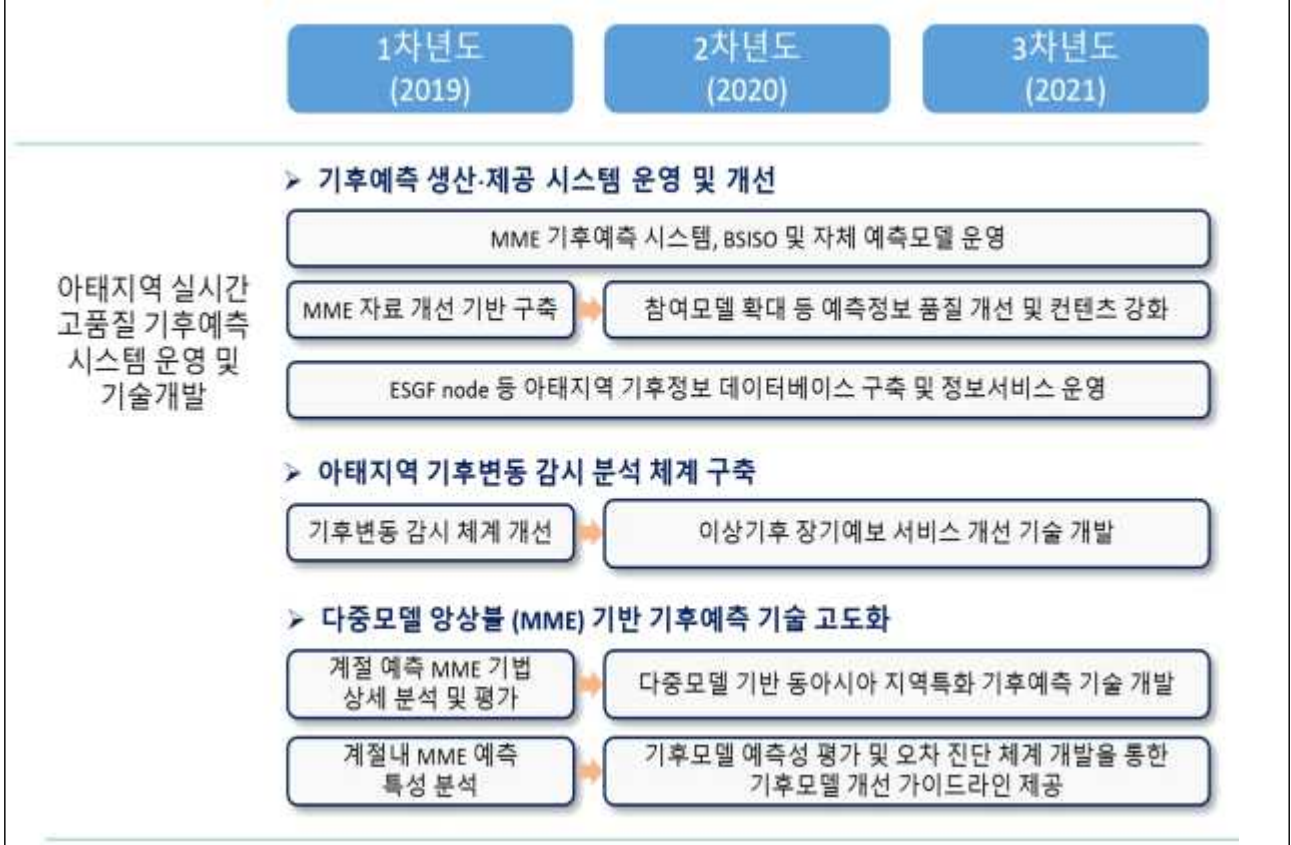 1차년도
(2019)
2차년도
(2020)
3차년도
(2021)
아태지역 실시간
고품질 기후예측
시스템 운영 및
기술개발
➢ 기후예측 생산·제공 시스템 운영 및 개선
MME 기후예측 시스템, BSISO 및 자체 예측모델 운영
MME 자료 개선 기반 구축
참여모델 확대 등 예측정보 품질 개선 및 컨텐츠 강화
ESGF node 등 아태지역 기후정보 데이터베이스 구축 및 정보서비스 운영
➢ 아태지역 기후변동 감시 분석 체계 구축
기후변동 감시 체계 개선
이상기후 장기예보 서비스 개선 기술 개발
➢ 다중모델 앙상블 (MME) 기반 기후예측 기술 고도화
계절 예측 MME 기법
상세 분석 및 평가
다중모델 기반 동아시아 지역특화 기후예측 기술 개발
계절내 MME 예측
특성 분석
기후모델 예측성 평가 및 오차 진단 체계 개발을 통한
기후모델 개선 가이드라인 제공